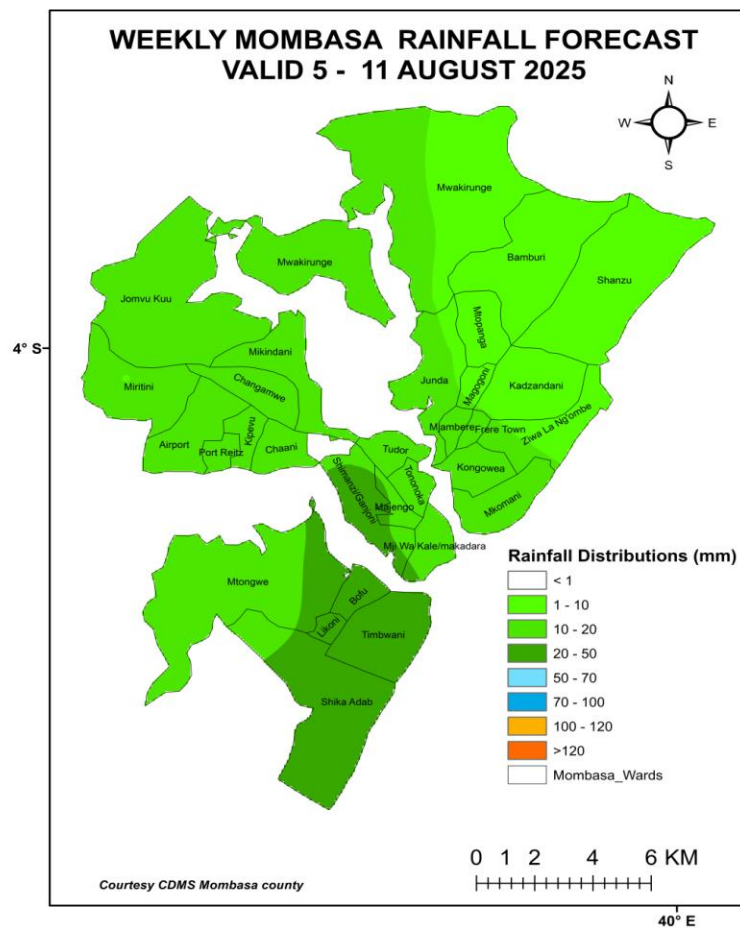 WEEKLY MOMBASA RAINFALL FORECAST
VALID 5 - 11 AUGUST 2025
N
W E
S
Mwakirunge
Bamburi
Shanzu
Mwakirunge
Jomvu Kuu
Mtopanga
4° S
Mikindani
Junda
Magogoni
Kadzandani
Miritini
Changamwe
Mjambere
Frere Town
Ziwa La Ng'ombe
Airport
Port Reitz
Kipevu
Chaani
Tudor
Kongowea
Shimanzi/Ganjoni
Tononoka
Majengo
Mkomani
Mji Wa Kale/makadara
Mtongwe
Bofu
Likoni
Timbwani
Shika Adab
Rainfall Distributions (mm)
< 1
1 - 10
10 - 20
20 - 50
50 - 70
70 - 100
100 - 120
>120
Mombasa_Wards
0 1 2 4 6 KM
Courtesy CDMS Mombasa county
40° E